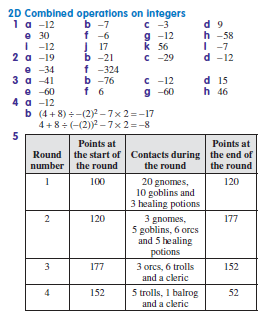 2D Combined operations on integers
1 a −12 b −7 c −3 d 9
e 30 f −6 g −12 h −58
i −12 j 17 k 56 l −7
2 a −19 b −21 c −29 d −12
e −34 f −324
3 a −41 b −76 c −12 d 15
e −60 f 6 g −60 h 46
4 a −12
b (4 + 8) ÷ −(2)² − 7 × 2 = −17
4 + 8 ÷ (−(2))² − 7 × 2 = −8
5
Round number Points at the start of the round Contacts during the round Points at the end of the round
1 100 20 gnomes, 10 goblins and 3 healing potions 120
2 120 3 gnomes, 5 goblins, 6 orcs and 5 healing potions 177
3 177 3 orcs, 6 trolls and a cleric 152
4 152 5 trolls, 1 balrog and a cleric 52